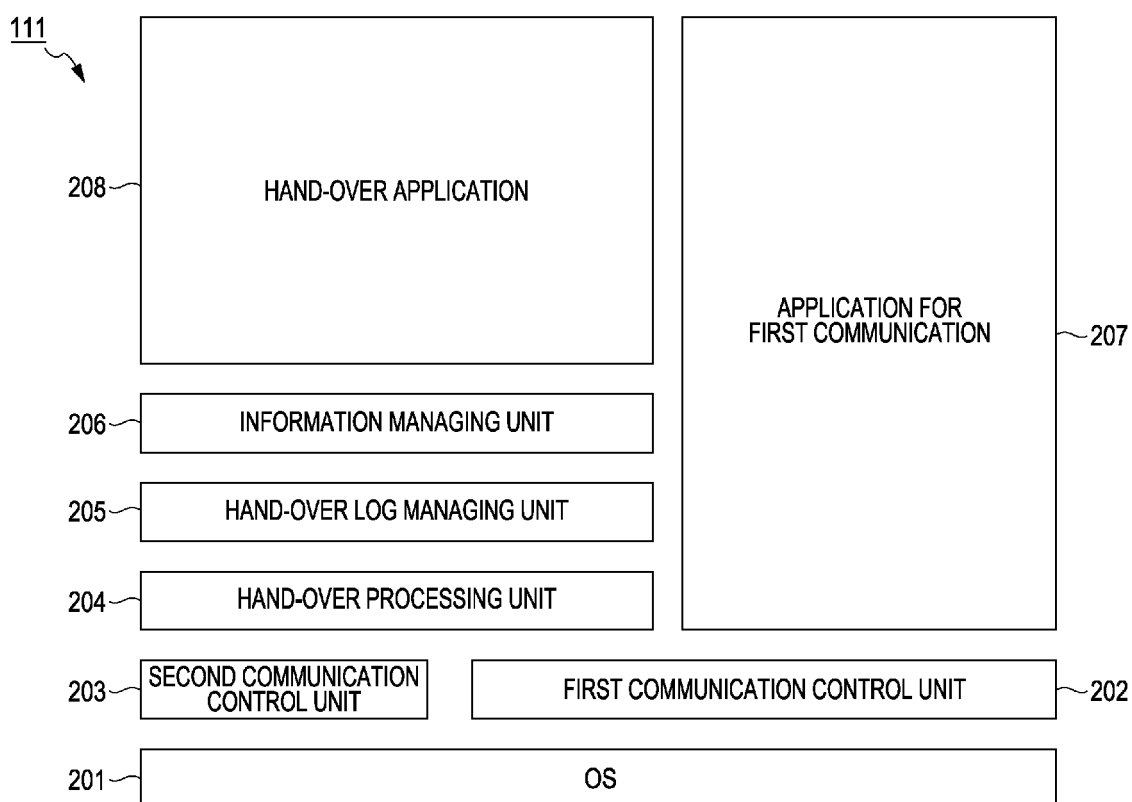 111
208
HAND-OVER APPLICATION
APPLICATION FOR
FIRST COMMUNICATION
207
206
INFORMATION MANAGING UNIT
205
HAND-OVER LOG MANAGING UNIT
204
HAND-OVER PROCESSING UNIT
203
SECOND COMMUNICATION
CONTROL UNIT
FIRST COMMUNICATION CONTROL UNIT
202
201
OS